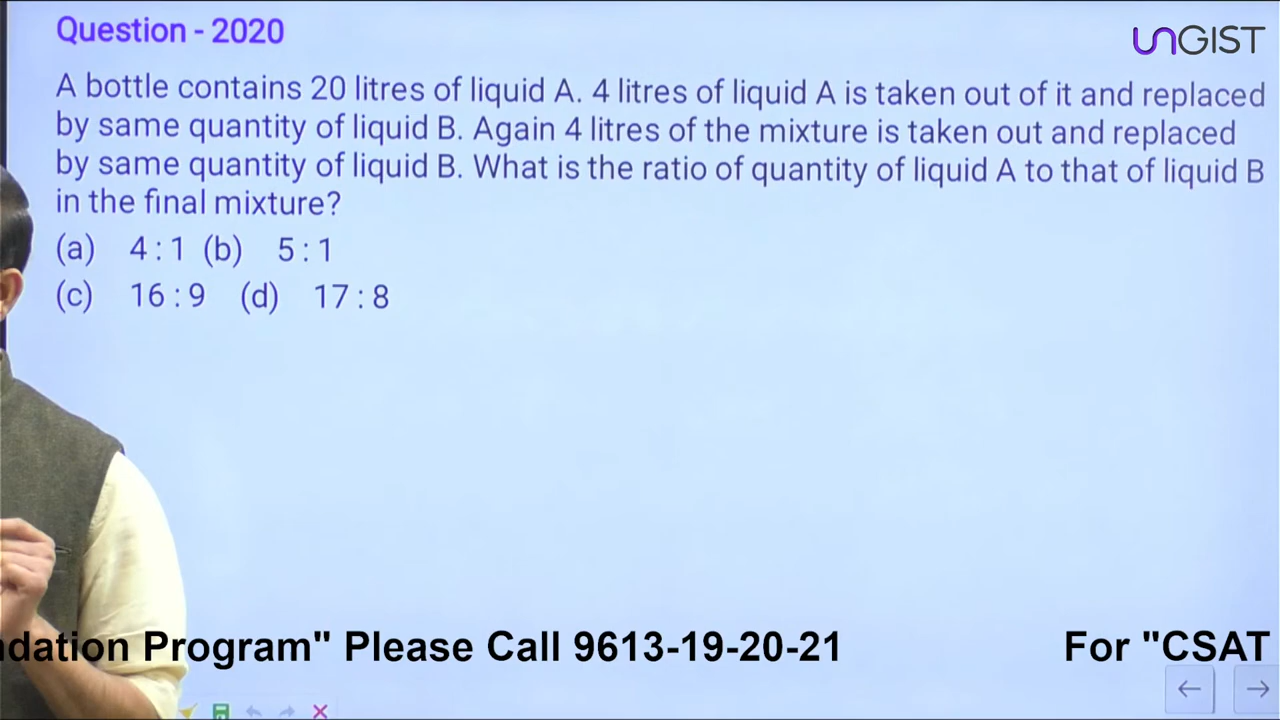 Question - 2020
UNGIST
A bottle contains 20 litres of liquid A. 4 litres of liquid A is taken out of it and replaced
by same quantity of liquid B. Again 4 litres of the mixture is taken out and replaced
by same quantity of liquid B. What is the ratio of quantity of liquid A to that of liquid B
in the final mixture?
(a) 4 : 1 (b) 5 : 1
(c) 16 : 9 (d) 17 : 8
Program" Please Call 9613-19-20-21 For "CSAT